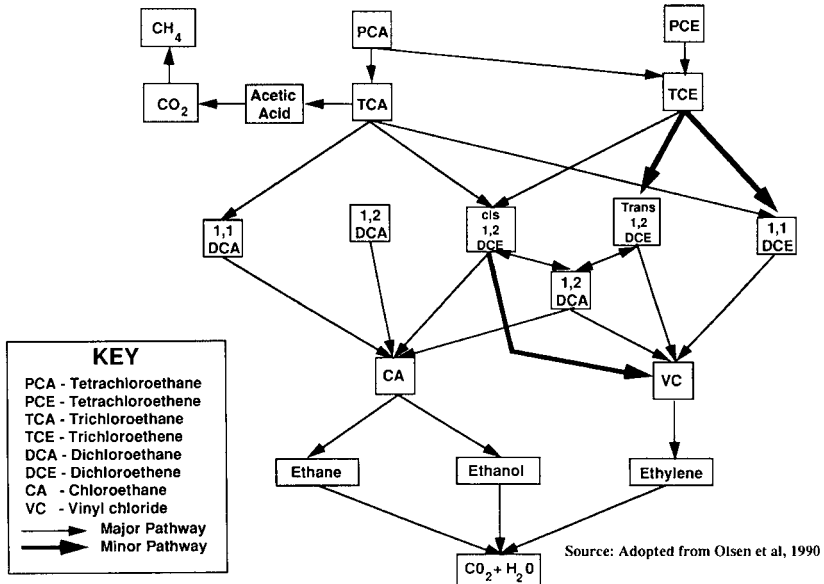 CH4
PCA
PCE
CO2
Acetic
Acid
TCA
TCE
1,1
DCA
1,2
DCA
cis
1,2
DCE
Trans
1,2
DCE
1,1
DCE
1,2
DCA
CA
VC
KEY
PCA - Tetrachloroethane
PCE - Tetrachloroethene
TCA - Trichloroethane
TCE - Trichloroethene
DCA - Dichloroethane
DCE - Dichloroethene
CA - Chloroethane
VC - Vinyl chloride
Major Pathway
Minor Pathway
Ethane
Ethanol
Ethylene
CO2 + H2O
Source: Adopted from Olsen et al, 1990